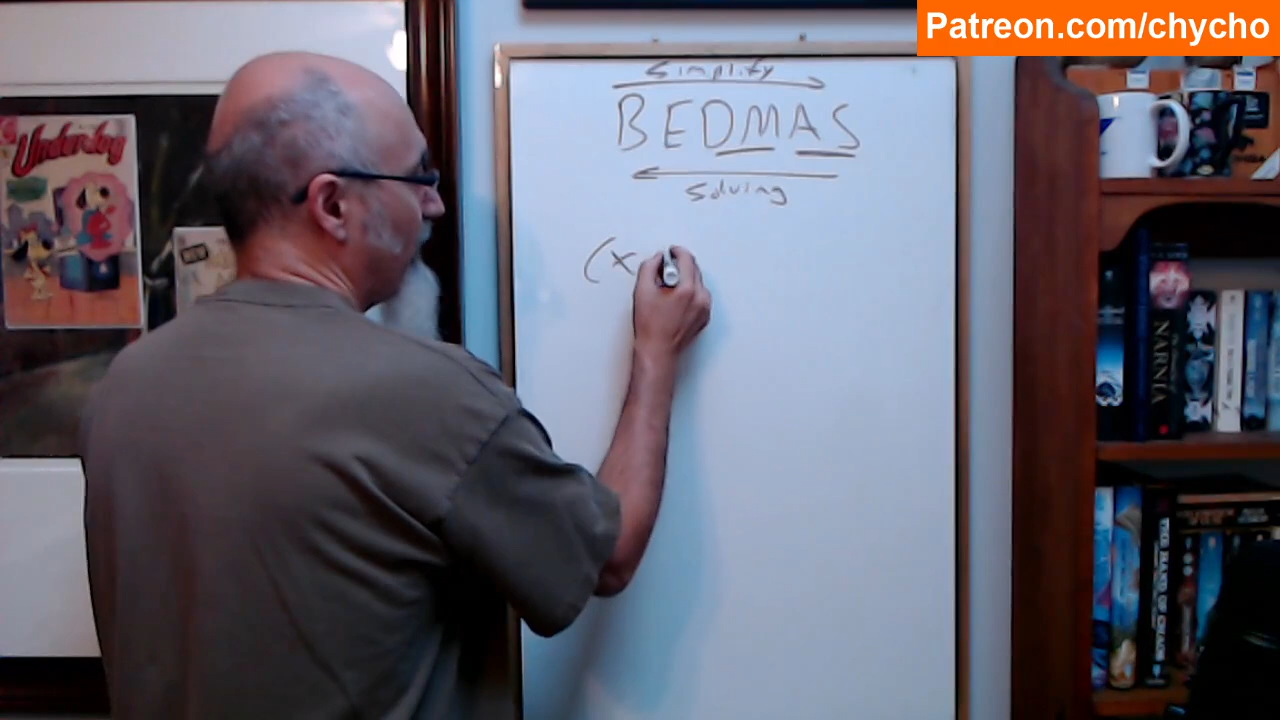 Patreon.com/chycho
Simplify
BEDMAS
Solving
(x
Underdog
NARNIA